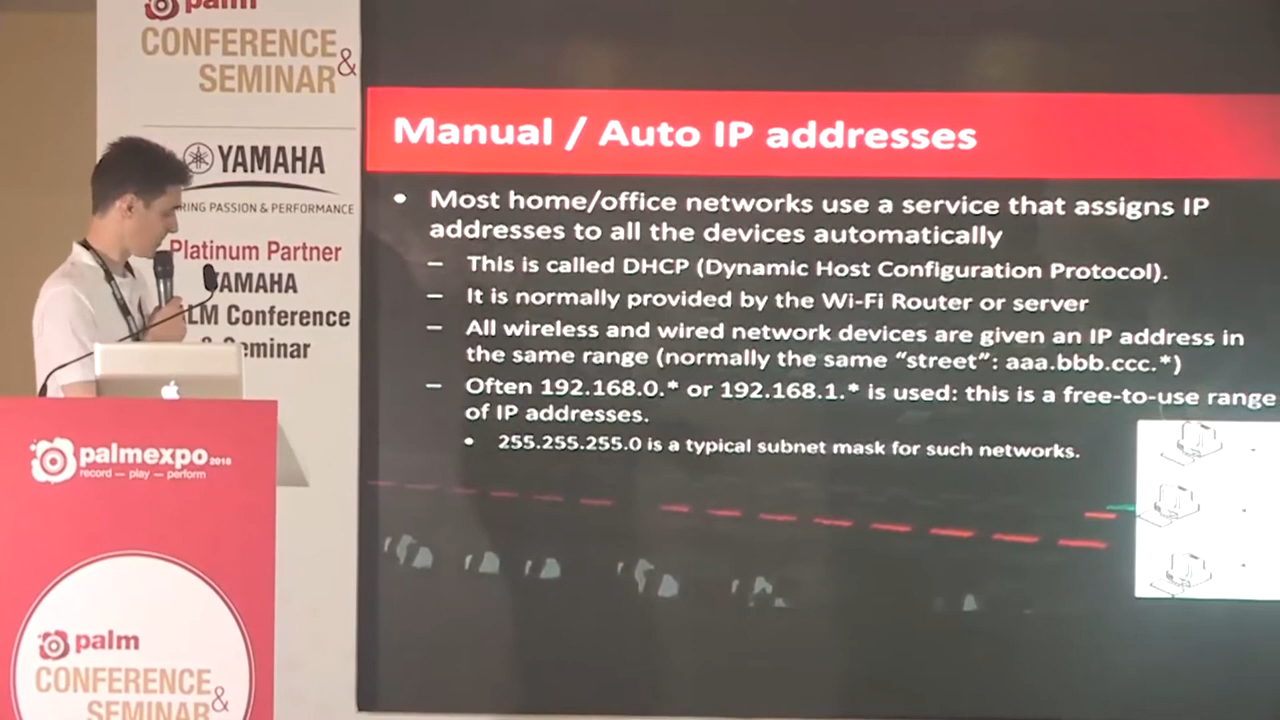 palm
CONFERENCE
& SEMINAR
YAMAHA
RING PASSION & PERFORMANCE
Platinum Partner
YAMAHA
LM Conference
& Seminar
Manual / Auto IP addresses
• Most home/office networks use a service that assigns IP
addresses to all the devices automatically
– This is called DHCP (Dynamic Host Configuration Protocol).
– It is normally provided by the Wi-Fi Router or server
– All wireless and wired network devices are given an IP address in
the same range (normally the same “street”: aaa.bbb.ccc.*)
– Often 192.168.0.* or 192.168.1.* is used: this is a free-to-use range
of IP addresses.
• 255.255.255.0 is a typical subnet mask for such networks.
palmexpo 2016
record — play — perform
palm
CONFERENCE
& SEMINAR